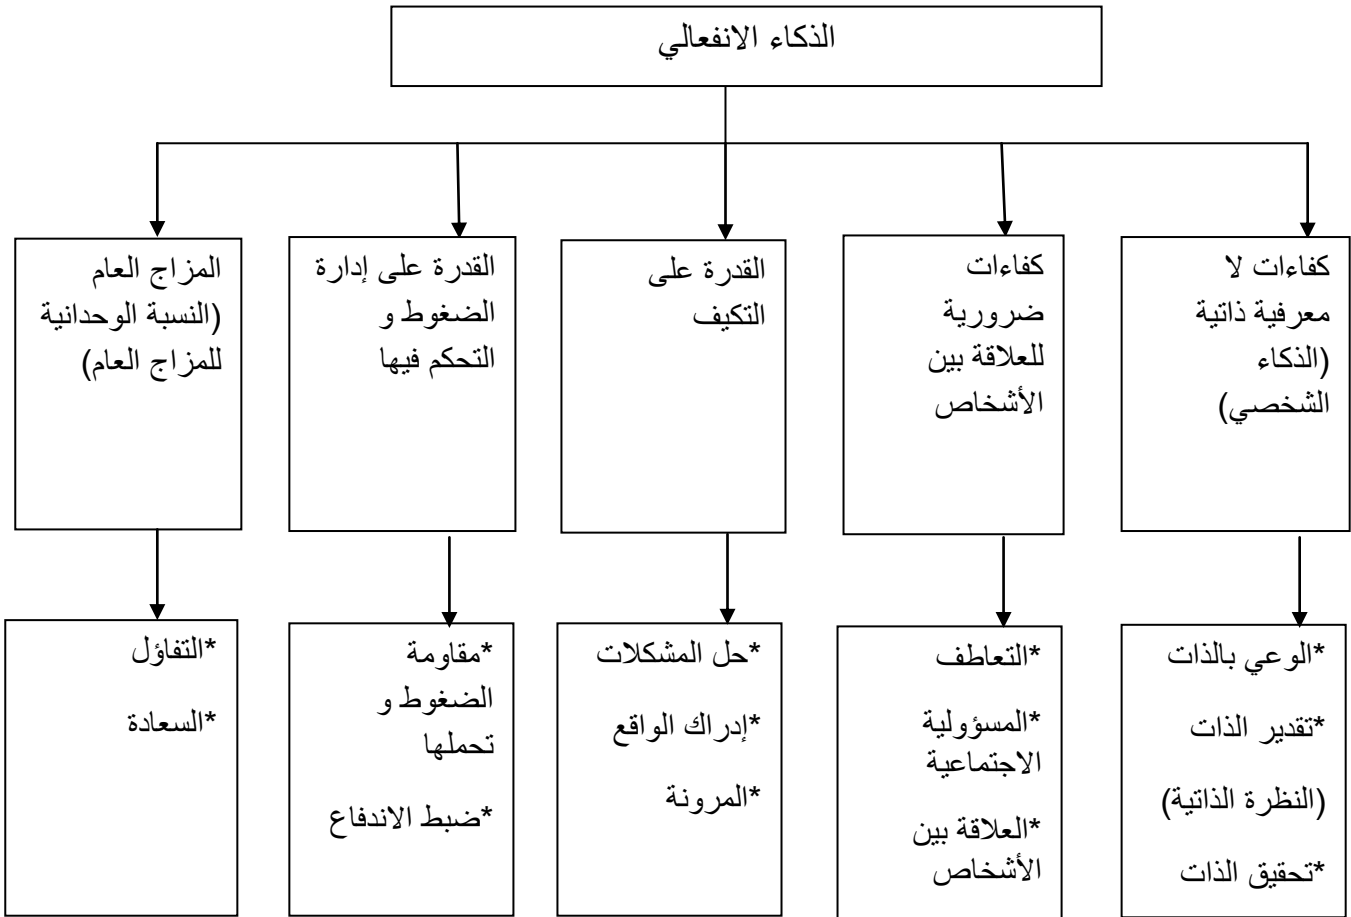 الذكاء الانفعالي
كفاءات لا
معرفية ذاتية
(الذكاء
الشخصي)
كفاءات
ضرورية
للعلاقة بين
الأشخاص
القدرة على
التكيف
القدرة على إدارة
الضغوط و
التحكم فيها
المزاج العام
(النسبة الوحدانية
للمزاج العام)
*الوعي بالذات
*تقدير الذات
(النظرة الذاتية)
*تحقيق الذات
*التعاطف
*المسؤولية
الاجتماعية
*العلاقة بين
الأشخاص
*حل المشكلات
*إدراك الواقع
*المرونة
*مقاومة
الضغوط و
تحملها
*ضبط الاندفاع
*التفاؤل
*السعادة